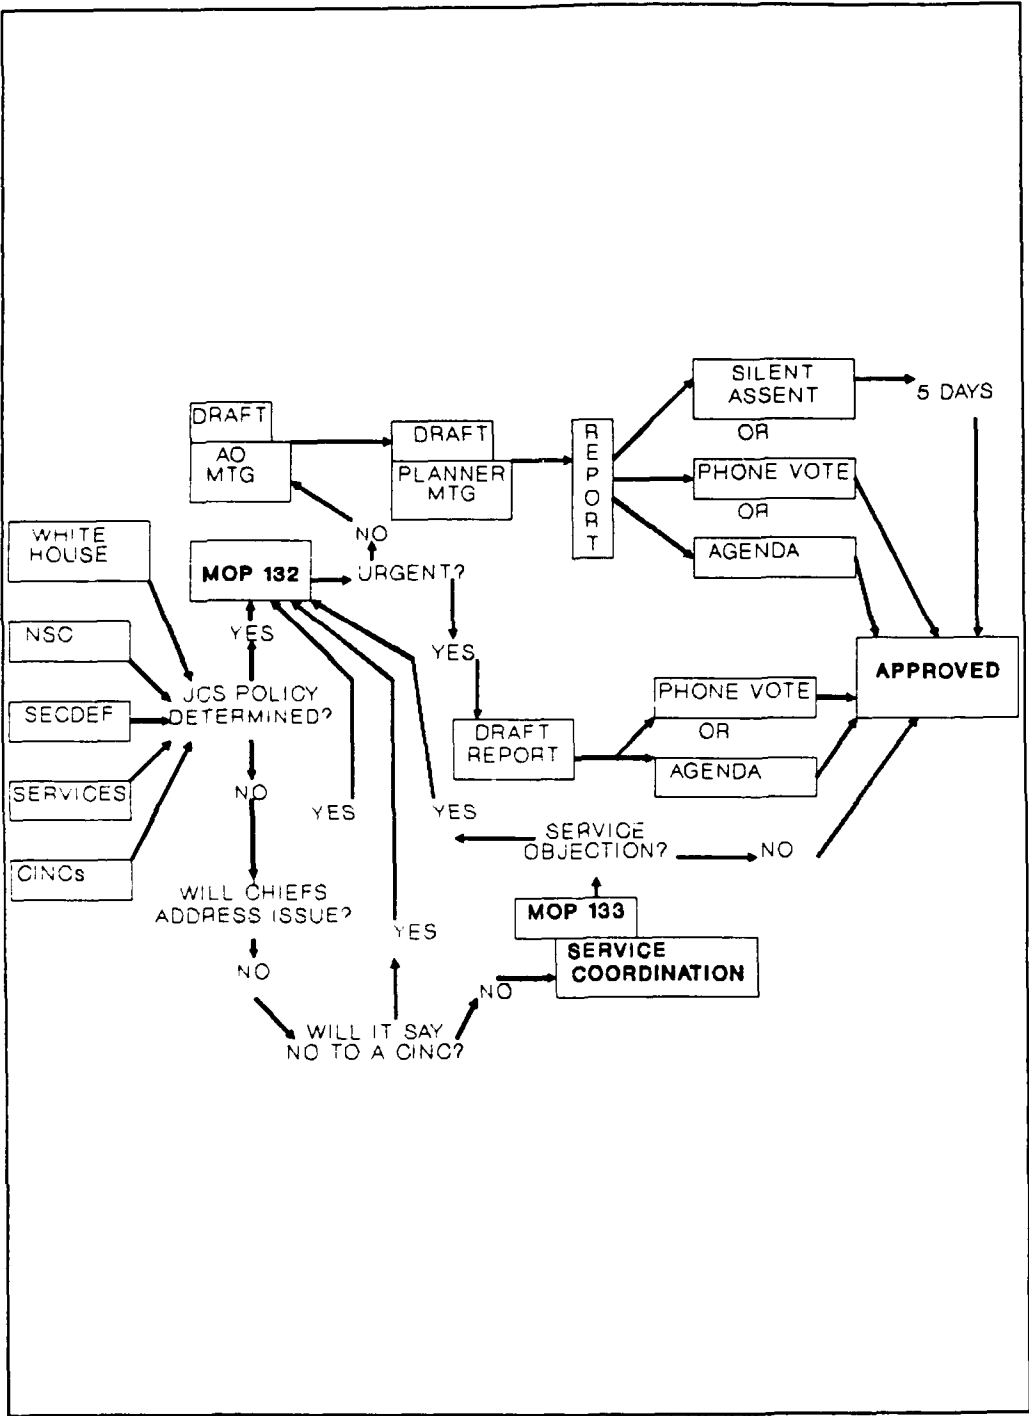 SILENT
ASSENT
5 DAYS
DRAFT
AO
MTG
DRAFT
PLANNER
MTG
REPORT
OR
PHONE VOTE
OR
AGENDA
WHITE
HOUSE
NO
MOP 132
URGENT?
NSC
YES
YES
APPROVED
JCS POLICY
DETERMINED?
SECDEF
PHONE VOTE
OR
AGENDA
DRAFT
REPORT
SERVICES
NO
YES
YES
SERVICE
OBJECTION?
NO
CINCs
WILL CHIEFS
ADDRESS ISSUE?
YES
MOP 133
SERVICE
COORDINATION
NO
NO
WILL IT SAY
NO TO A CINC?